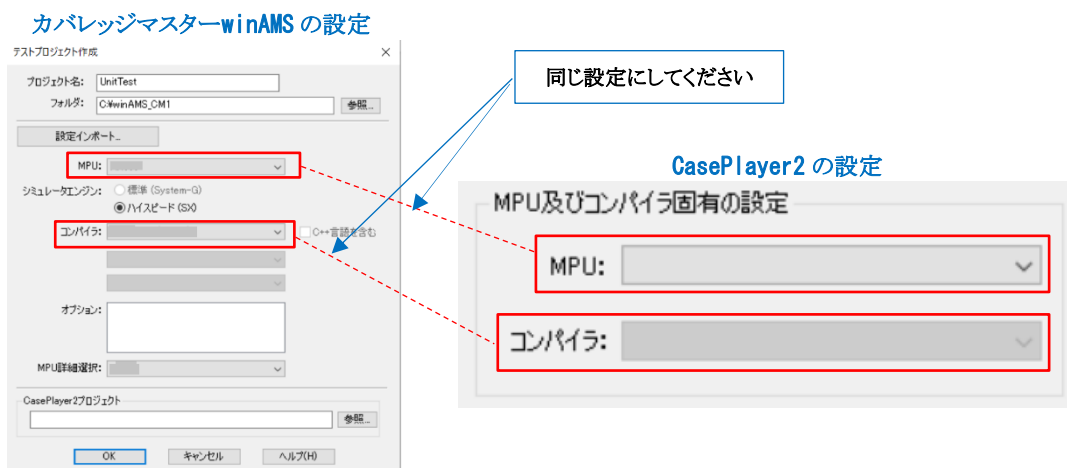 カバレッジマスターwinAMS の設定
テストプロジェクト作成
プロジェクト名: UnitTest
フォルダ: C:¥winAMS_CM1 参照...
設定インポート...
MPU:
シミュレータエンジン: 標準 (System-G)
ハイスピード (SX)
コンパイラ: C++言語を含む
オプション:
MPU詳細選択:
CasePlayer2プロジェクト
参照...
OK キャンセル ヘルプ(H)
同じ設定にしてください
CasePlayer2 の設定
MPU及びコンパイラ固有の設定
MPU:
コンパイラ: